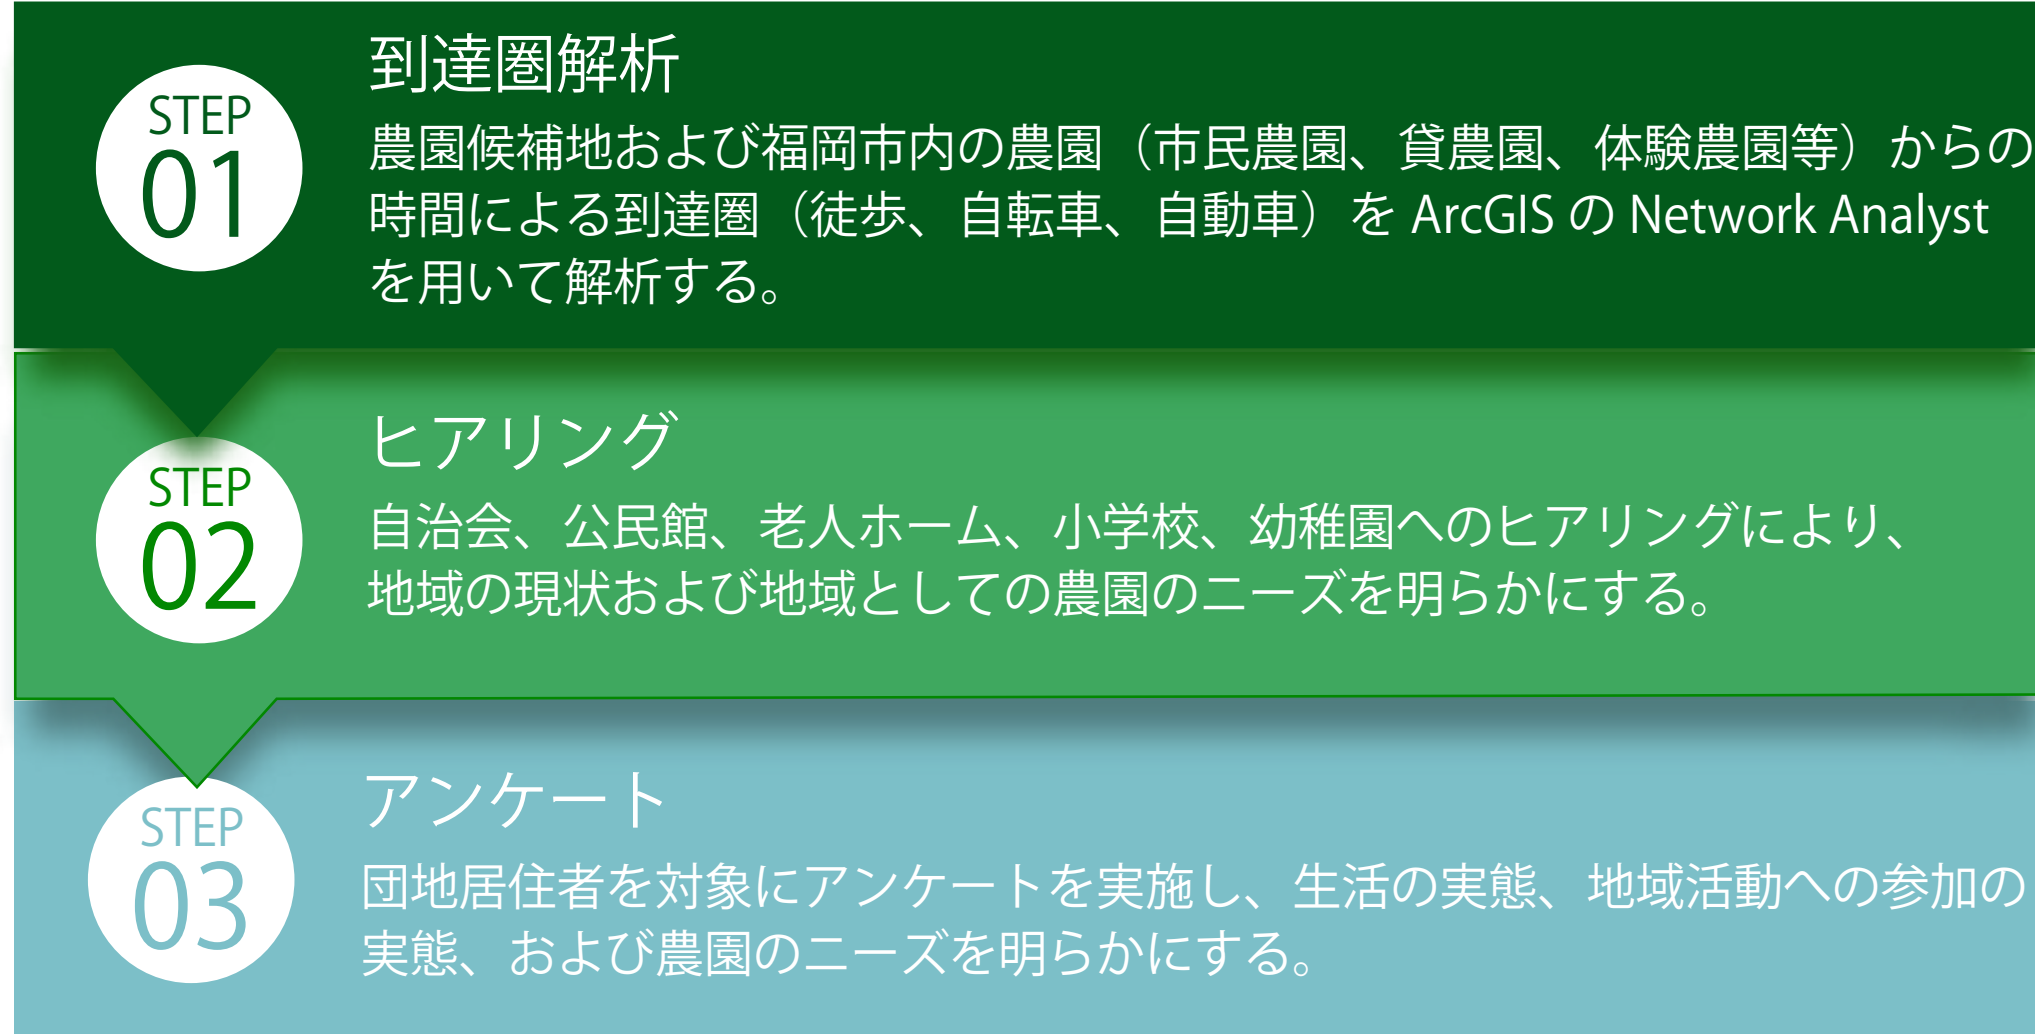 STEP
01
到達圏解析
農園候補地および福岡市内の農園（市民農園、貸農園、体験農園等）からの
時間による到達圏（徒歩、自転車、自動車）を ArcGIS の Network Analyst
を用いて解析する。
STEP
02
ヒアリング
自治会、公民館、老人ホーム、小学校、幼稚園へのヒアリングにより、
地域の現状および地域としての農園のニーズを明らかにする。
STEP
03
アンケート
団地居住者を対象にアンケートを実施し、生活の実態、地域活動への参加の
実態、および農園のニーズを明らかにする。